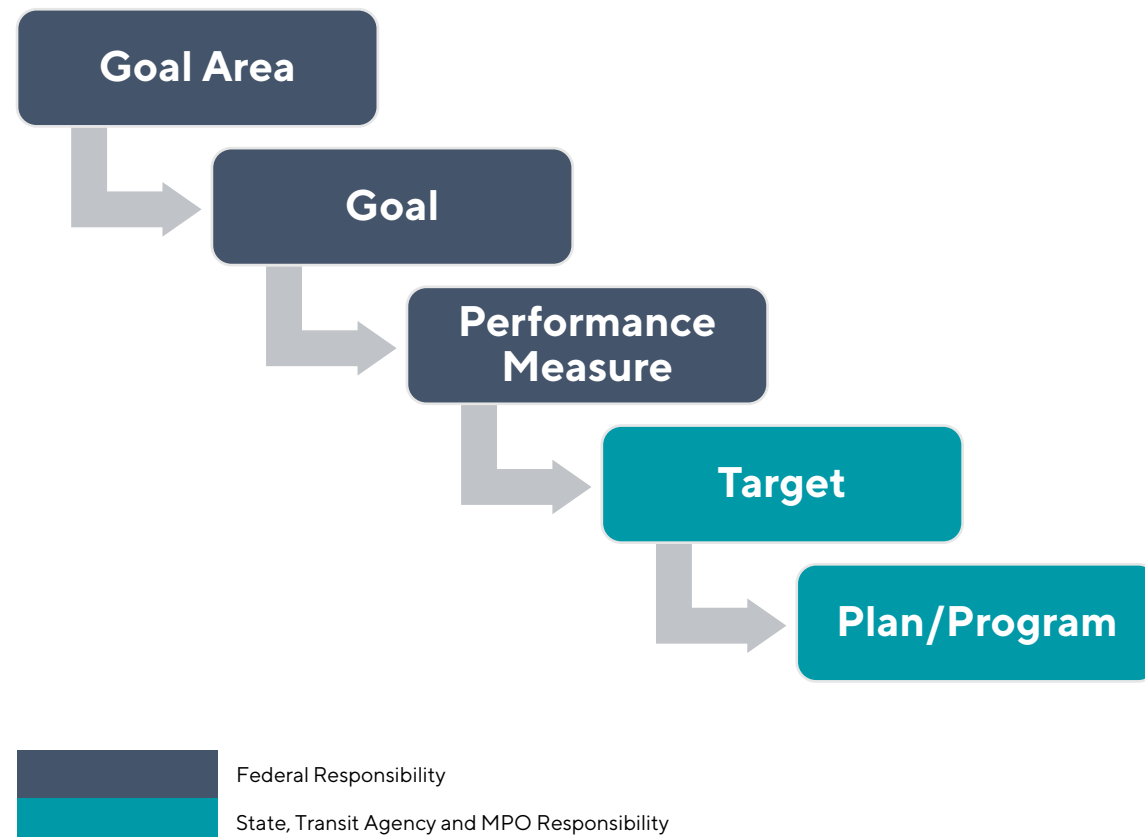 Goal Area
Goal
Performance
Measure
Target
Plan/Program
Federal Responsibility
State, Transit Agency and MPO Responsibility